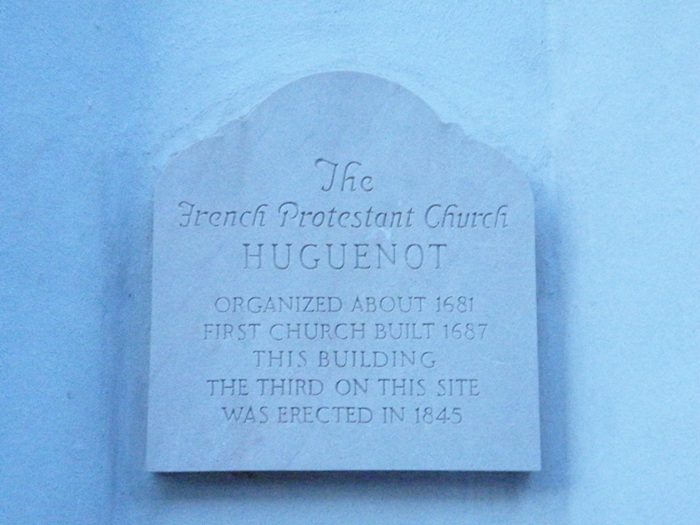 The
French Protestant Church
HUGUENOT
ORGANIZED ABOUT 1681
FIRST CHURCH BUILT 1687
THIS BUILDING
THE THIRD ON THIS SITE
WAS ERECTED IN 1845